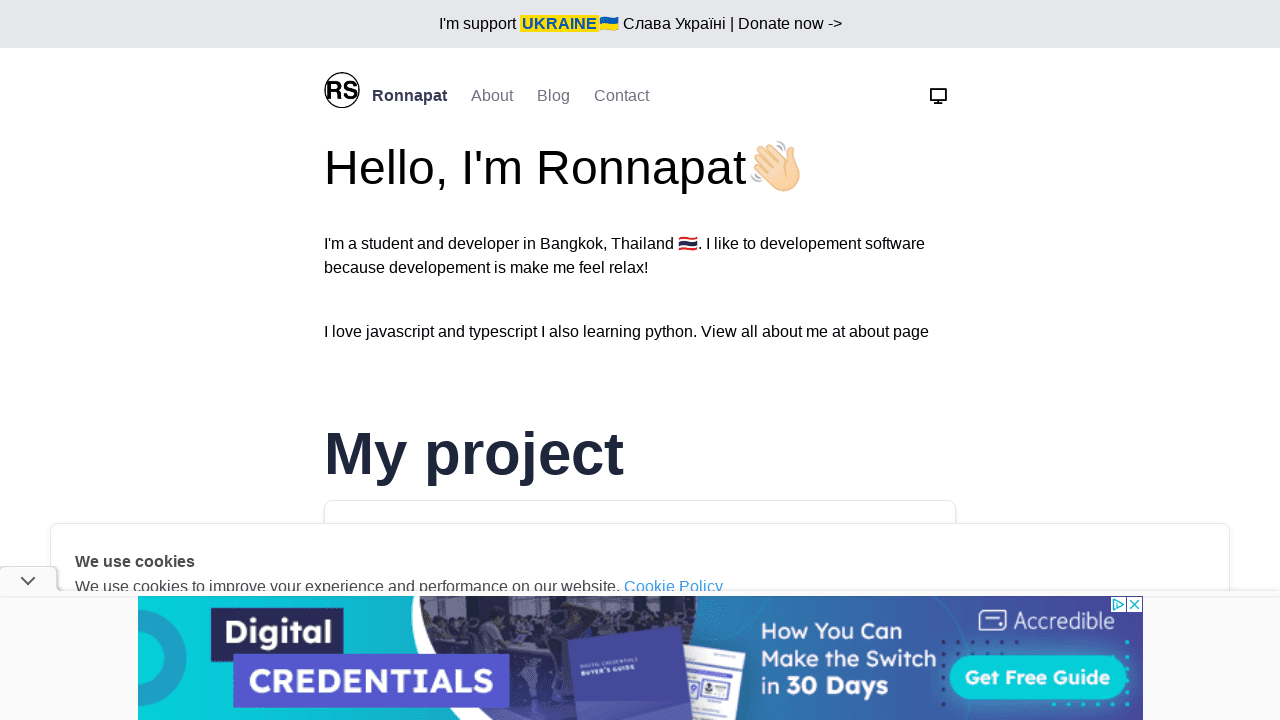 I'm support UKRAINE🇺🇦 Слава Україні | Donate now ->
RS Ronnapat About Blog Contact
Hello, I'm Ronnapat👋🏻
I'm a student and developer in Bangkok, Thailand 🇹🇭. I like to developement software
because developement is make me feel relax!
I love javascript and typescript I also learning python. View all about me at about page
My project
We use cookies
We use cookies to improve your experience and performance on our website. Cookie Policy
Digital
CREDENTIALS
DIGITAL CREDENTIALS
BUYER'S GUIDE
How You Can
Make the Switch
in 30 Days
Accredible
Get Free Guide